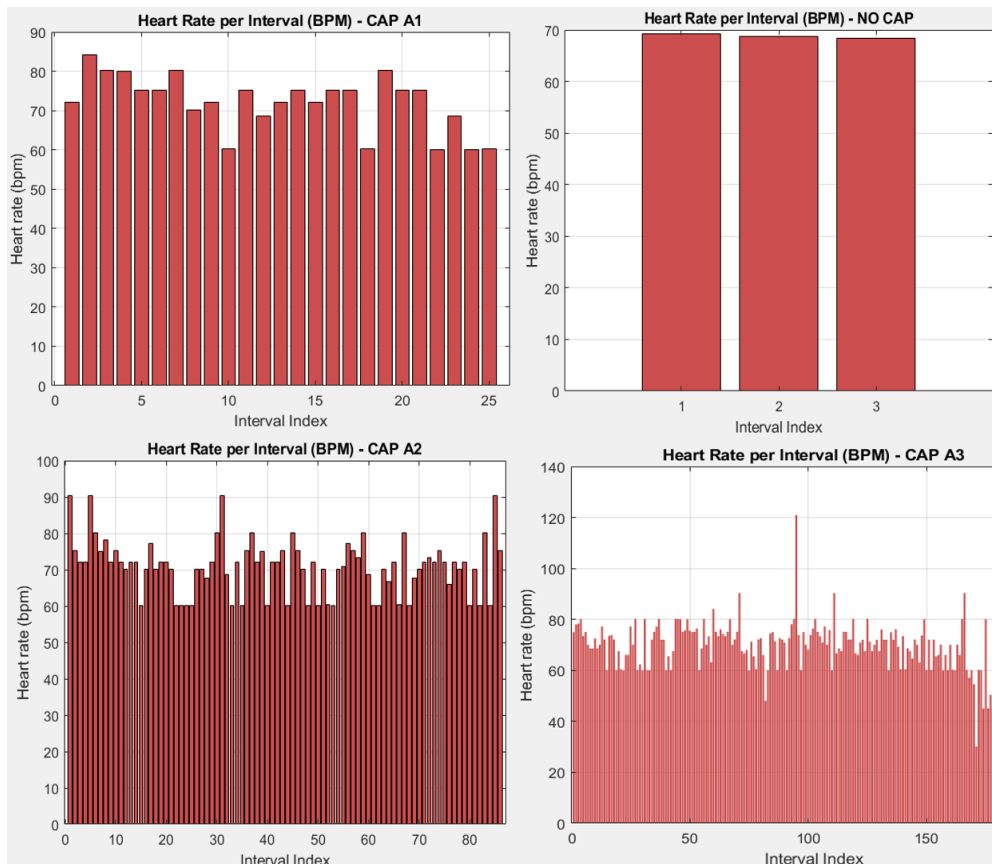 Heart Rate per Interval (BPM) - CAP A1
90
80
70
60
50
40
30
20
10
0
Heart rate (bpm)
0 5 10 15 20 25
Interval Index
Heart Rate per Interval (BPM) - NO CAP
70
60
50
40
30
20
10
0
Heart rate (bpm)
1 2 3
Interval Index
Heart Rate per Interval (BPM) - CAP A2
100
90
80
70
60
50
40
30
20
10
0
Heart rate (bpm)
0 10 20 30 40 50 60 70 80
Interval Index
Heart Rate per Interval (BPM) - CAP A3
140
120
100
80
60
40
20
0
Heart rate (bpm)
0 50 100 150
Interval Index